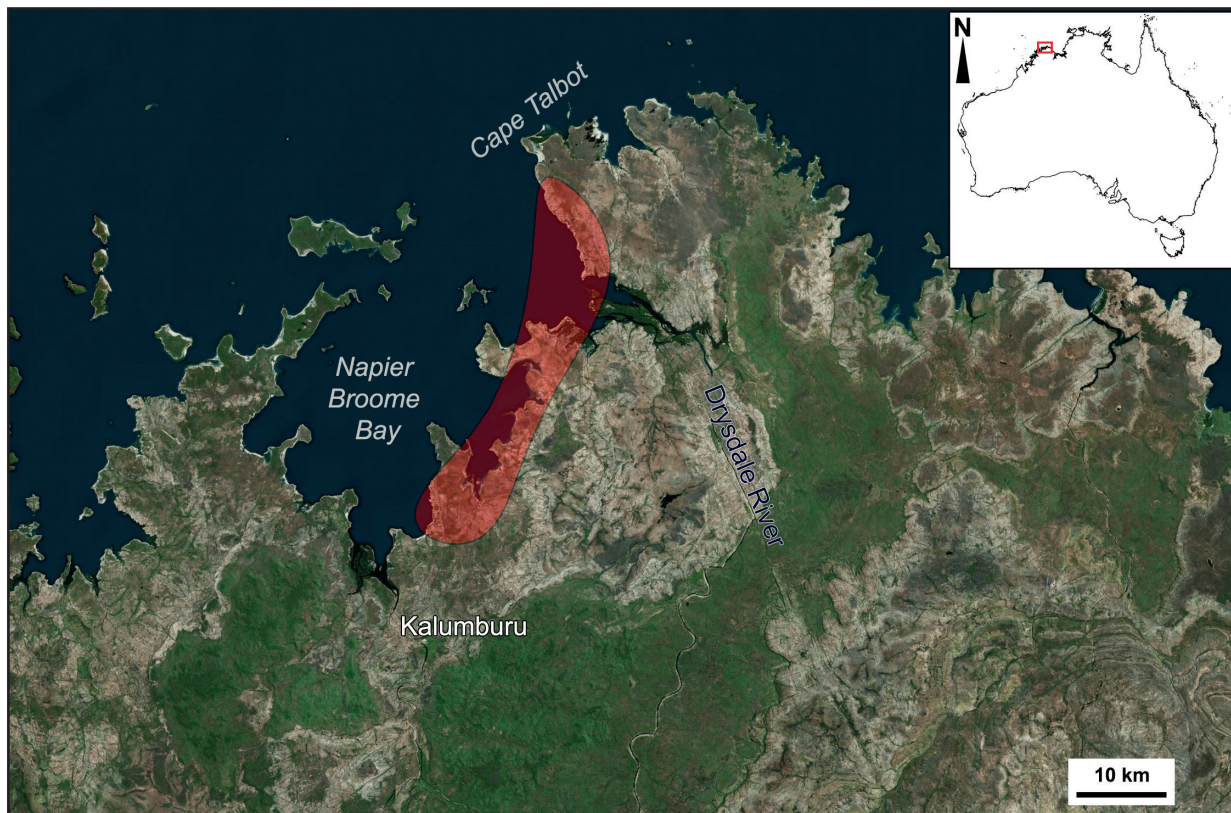 N
Cape Talbot
Napier
Broome
Bay
Drysdale River
Kalumburu
10 km